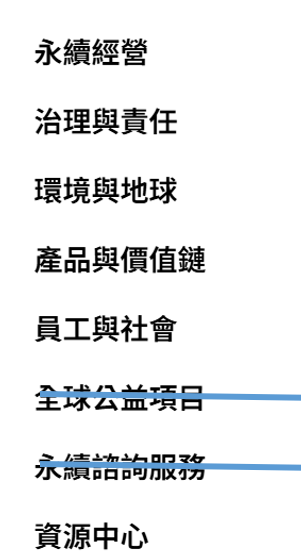 永續經營
治理與責任
環境與地球
產品與價值鏈
員工與社會
全球公益項目
永續諮詢服務
資源中心